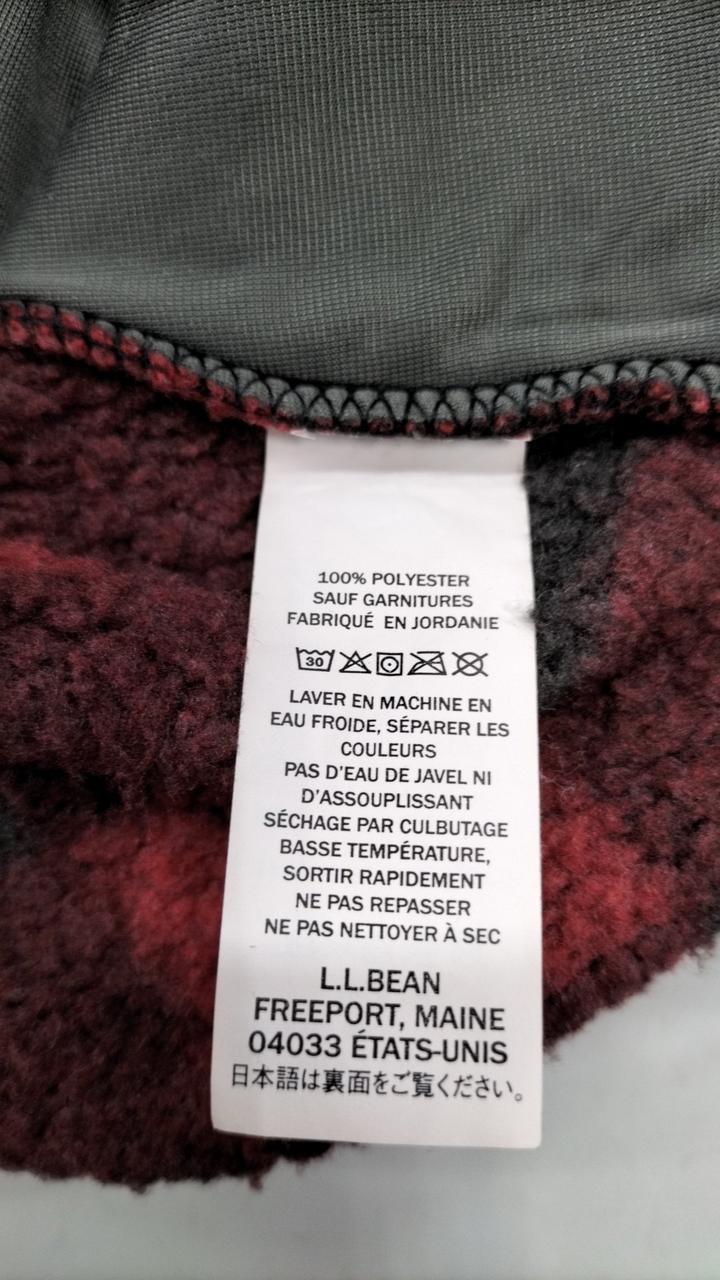 100% POLYESTER
SAUF GARNITURES
FABRIQUÉ EN JORDANIE
30
LAVER EN MACHINE EN
EAU FROIDE, SÉPARER LES
COULEURS
PAS D'EAU DE JAVEL NI
D'ASSOUPLISSANT
SÉCHAGE PAR CULBUTAGE
BASSE TEMPÉRATURE,
SORTIR RAPIDEMENT
NE PAS REPASSER
NE PAS NETTOYER À SEC
L.L.BEAN
FREEPORT, MAINE
04033 ÉTATS-UNIS
日本語は裏面をご覧ください。